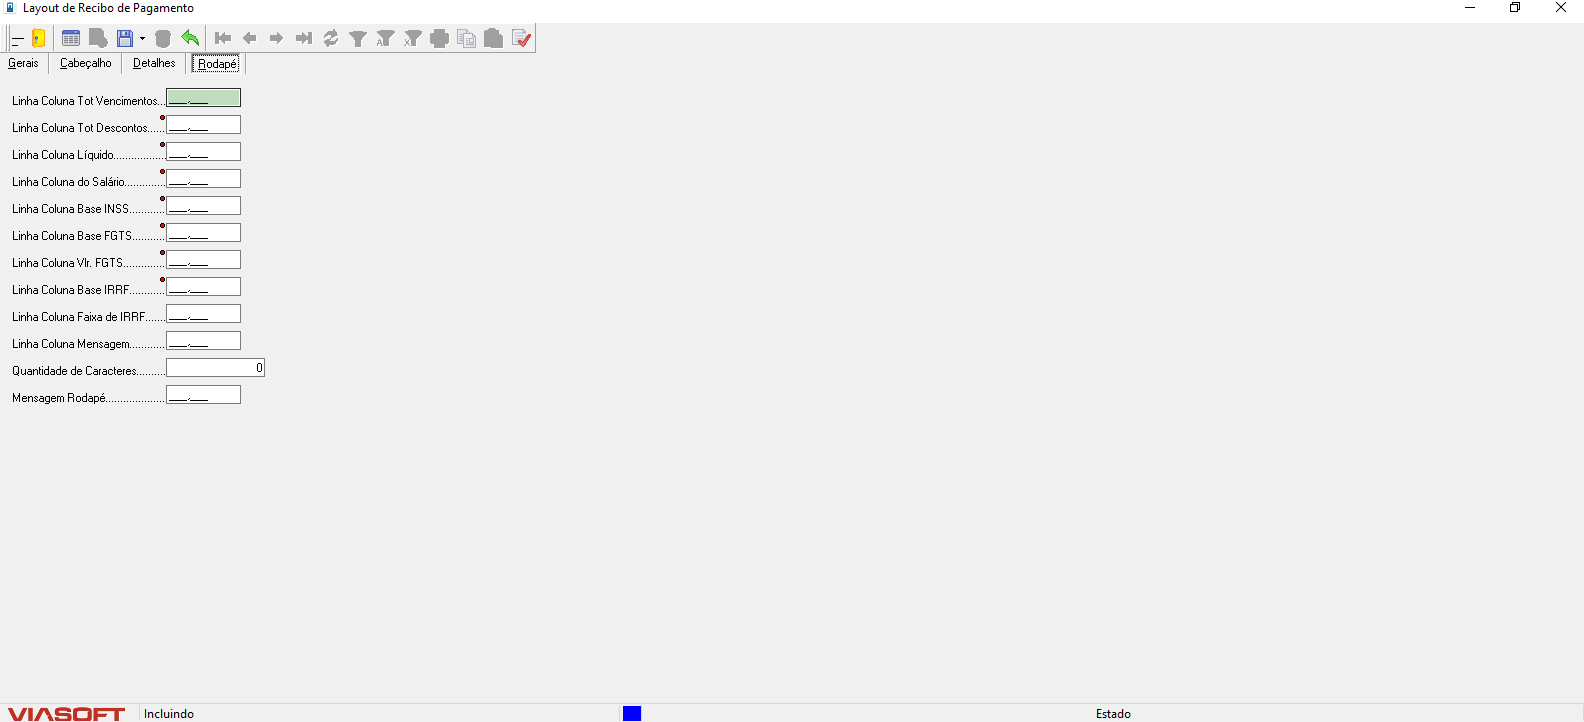 Layout de Recibo de Pagamento
Gerais Cabeçalho Detalhes Rodapé
Linha Coluna Tot Vencimentos... ___,___
Linha Coluna Tot Descontos...... ___,___
Linha Coluna Líquido.................. ___,___
Linha Coluna do Salário.............. ___,___
Linha Coluna Base INSS............ ___,___
Linha Coluna Base FGTS........... ___,___
Linha Coluna Vlr. FGTS.............. ___,___
Linha Coluna Base IRRF............ ___,___
Linha Coluna Faixa de IRRF....... ___,___
Linha Coluna Mensagem............ ___,___
Quantidade de Caracteres.......... 0
Mensagem Rodapé.................... ___,___
VIASOFT Incluindo Estado